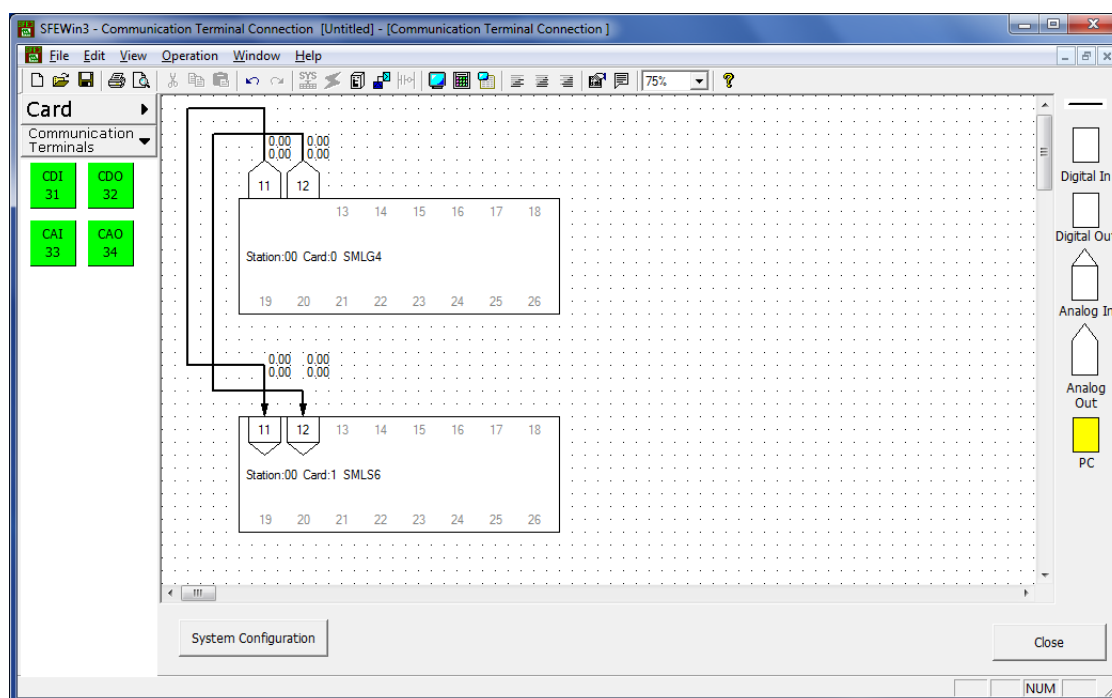 SFEWin3 - Communication Terminal Connection [Untitled] - [Communication Terminal Connection ]
File Edit View Operation Window Help
SYS
75%
Card
Communication
Terminals
CDI
31
CDO
32
CAI
33
CAO
34
0.00 0.00
0.00 0.00
11 12
13 14 15 16 17 18
Station:00 Card:0 SMLG4
19 20 21 22 23 24 25 26
0.00 0.00
0.00 0.00
11 12 13 14 15 16 17 18
Station:00 Card:1 SMLS6
19 20 21 22 23 24 25 26
Digital In
Digital Out
Analog In
Analog
Out
PC
System Configuration
Close
NUM